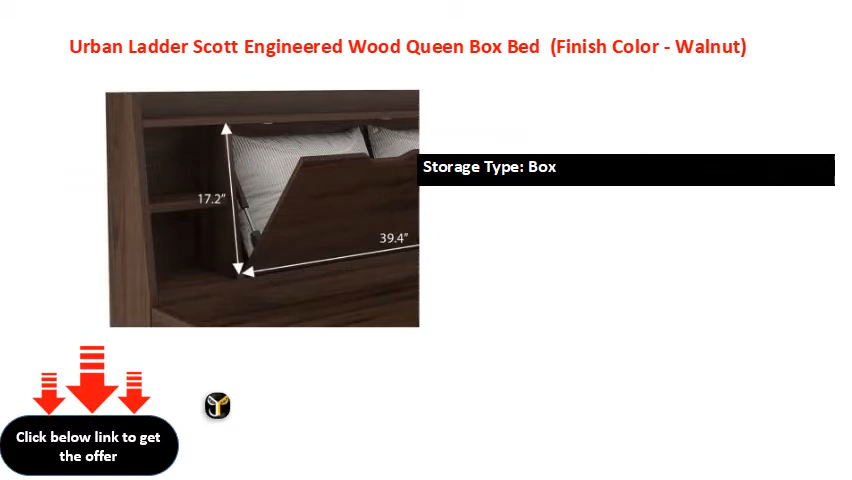 Urban Ladder Scott Engineered Wood Queen Box Bed (Finish Color - Walnut)
Storage Type: Box
17.2"
39.4"
Click below link to get
the offer